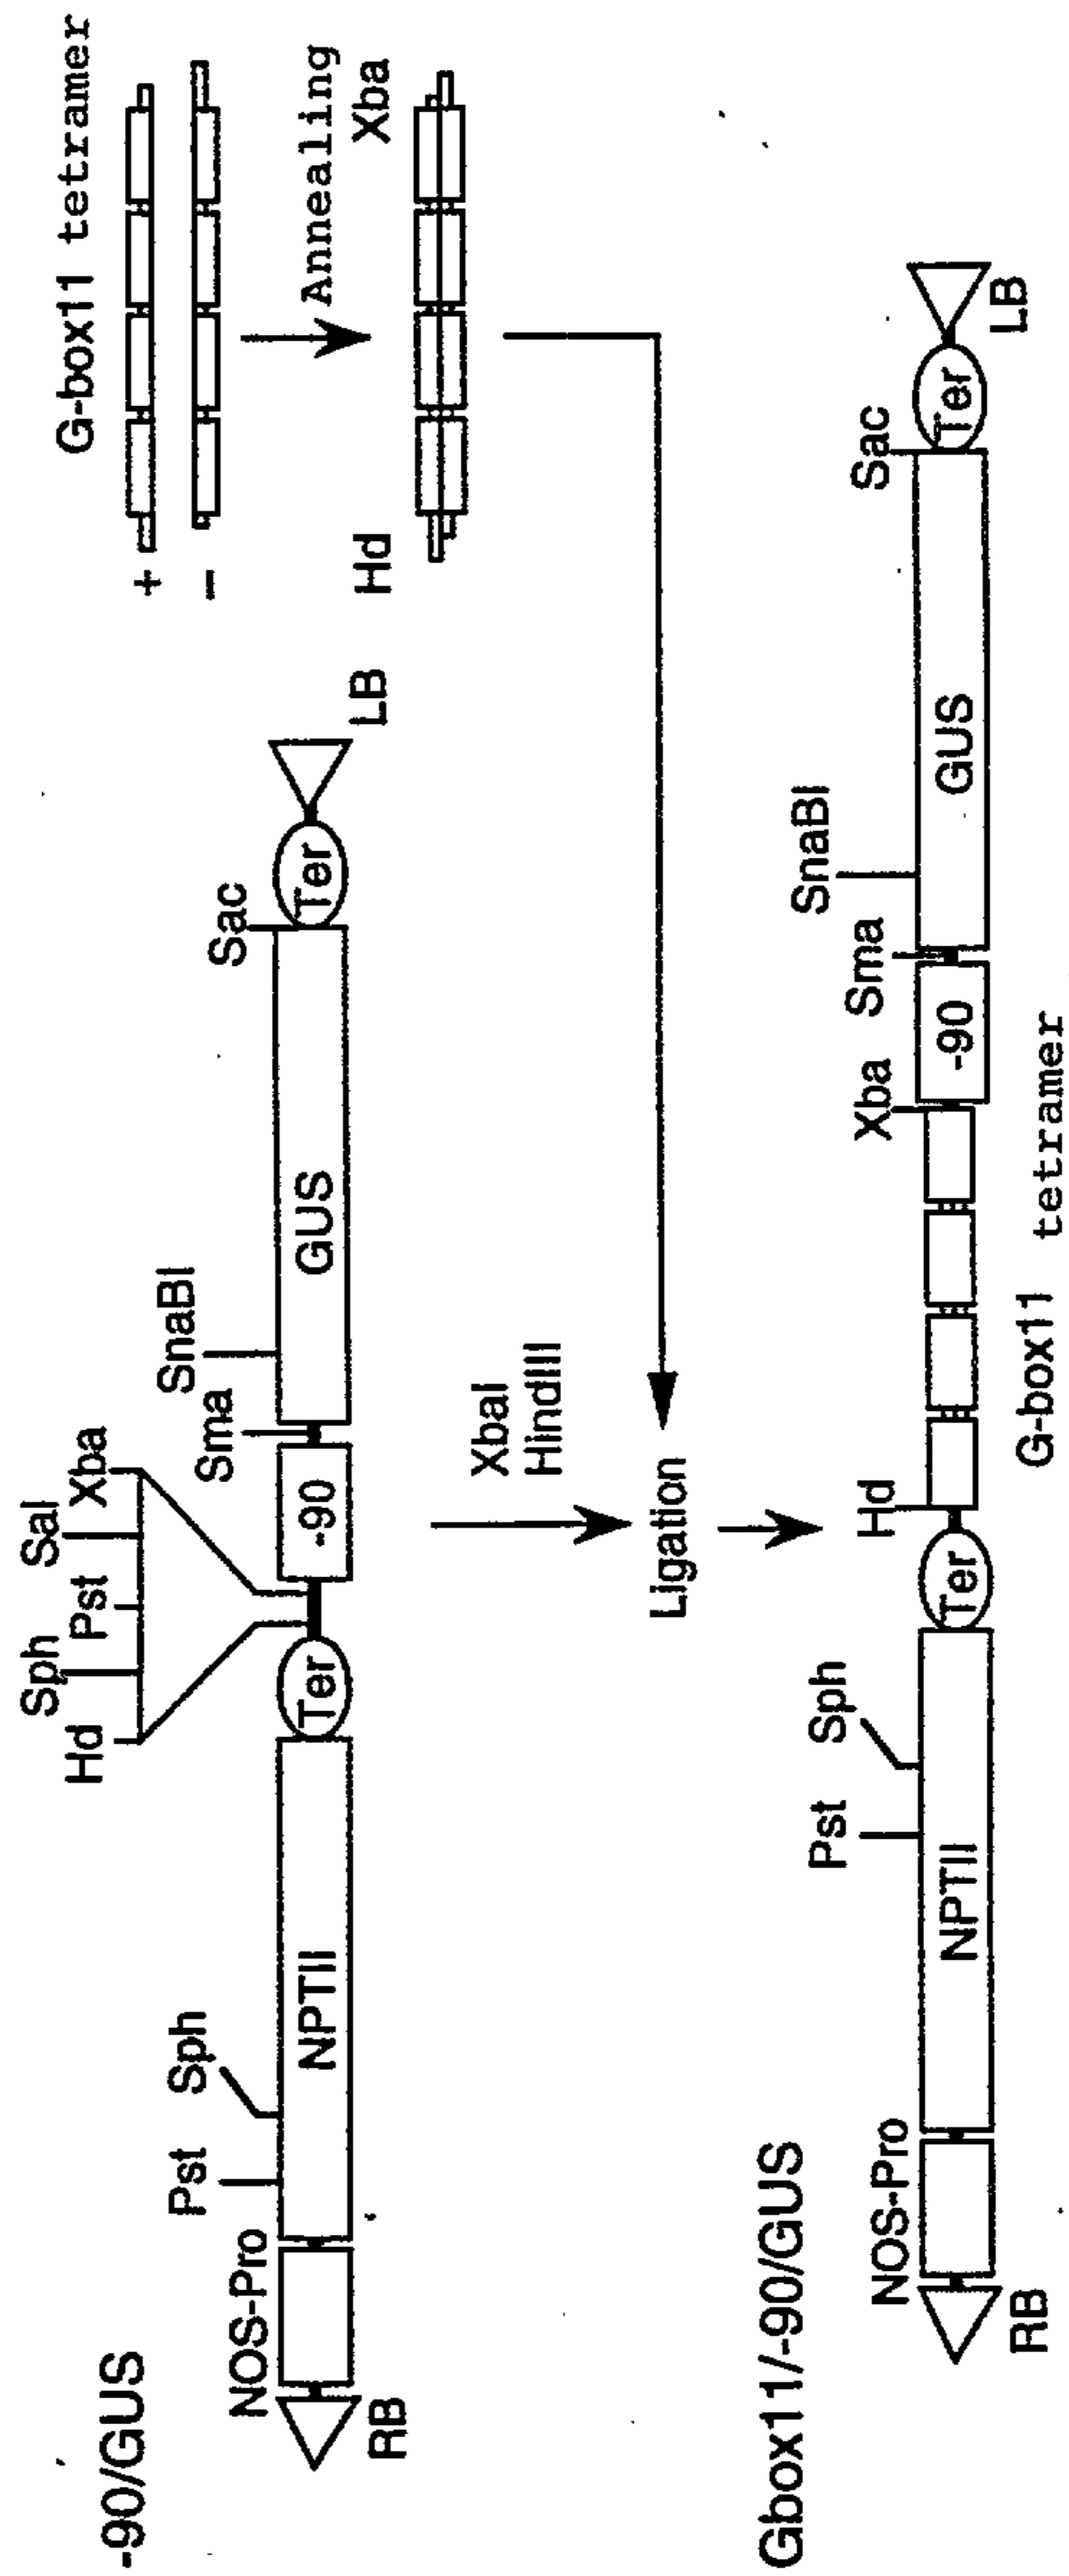 -90/GUS
Hd
Sph
Pst
Sal
Xba
NOS-Pro
Pst
Sph
Sma
SnaBI
Sac
RB
NPTII
Ter
-90
GUS
Ter
LB
G-box11 tetramer
+
−
Annealing
Hd
Xba
XbaI
HindIII
Ligation
Gbox11/-90/GUS
NOS-Pro
Pst
Sph
Hd
Xba
Sma
SnaBI
Sac
RB
NPTII
Ter
-90
GUS
Ter
LB
G-box11 tetramer